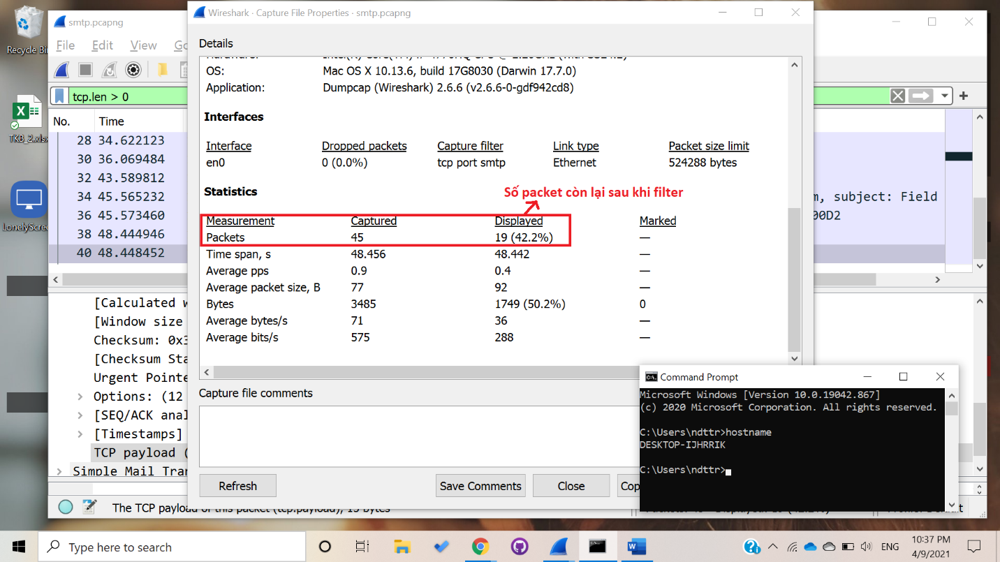 Recycle Bin
TKB_2.xlsx
LonelyScree
smtp.pcapng
File Edit View Go
tcp.len > 0
No. Time
28 34.622123
30 36.069484
32 43.589812
34 45.565232
36 45.573460
38 48.444946
40 48.448452
m, subject: Field
00D2
[Calculated w
[Window size
Checksum: 0x3
[Checksum Sta
Urgent Pointe
Options: (12
[SEQ/ACK anal
[Timestamps]
TCP payload (
Simple Mail Tran
The TCP payload of this packet (tcp.payload), 15 bytes
Wireshark · Capture File Properties · smtp.pcapng
Details
OS: Mac OS X 10.13.6, build 17G8030 (Darwin 17.7.0)
Application: Dumpcap (Wireshark) 2.6.6 (v2.6.6-0-gdf942cd8)
Interfaces
Interface Dropped packets Capture filter Link type Packet size limit
en0 0 (0.0%) tcp port smtp Ethernet 524288 bytes
Statistics
Số packet còn lại sau khi filter
Measurement Captured Displayed Marked
Packets 45 19 (42.2%) —
Time span, s 48.456 48.442 —
Average pps 0.9 0.4 —
Average packet size, B 77 92 —
Bytes 3485 1749 (50.2%) 0
Average bytes/s 71 36 —
Average bits/s 575 288 —
Capture file comments
Refresh Save Comments Close Cop
Command Prompt
Microsoft Windows [Version 10.0.19042.867]
(c) 2020 Microsoft Corporation. All rights reserved.
C:\Users\ndttr>hostname
DESKTOP-IJHRRIK
C:\Users\ndttr>
Type here to search
ENG
10:37 PM
4/9/2021